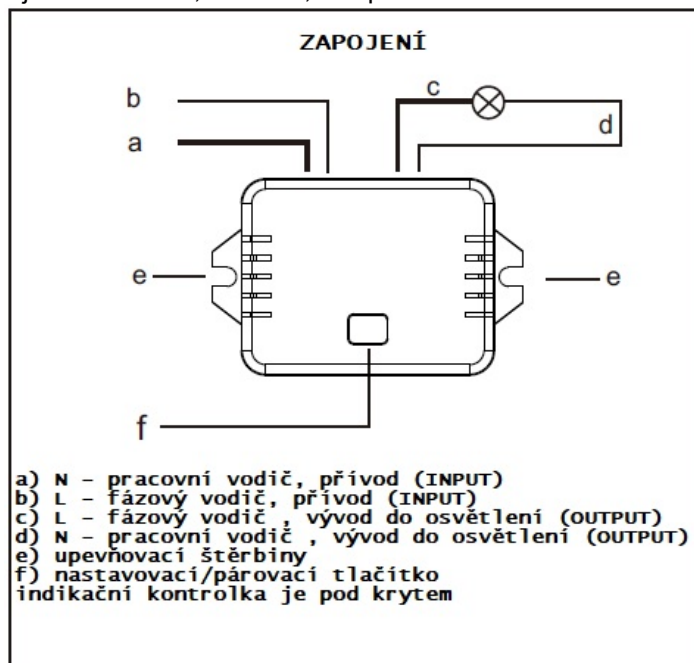 ZAPOJENÍ
b
c
a
d
e
e
f
a) N - pracovní vodič, přívod (INPUT)
b) L - fázový vodič, přívod (INPUT)
c) L - fázový vodič , vývod do osvětlení (OUTPUT)
d) N - pracovní vodič , vývod do osvětlení (OUTPUT)
e) upevňovací štěrbiny
f) nastavovací/párovací tlačítko
indikační kontrolka je pod krytem